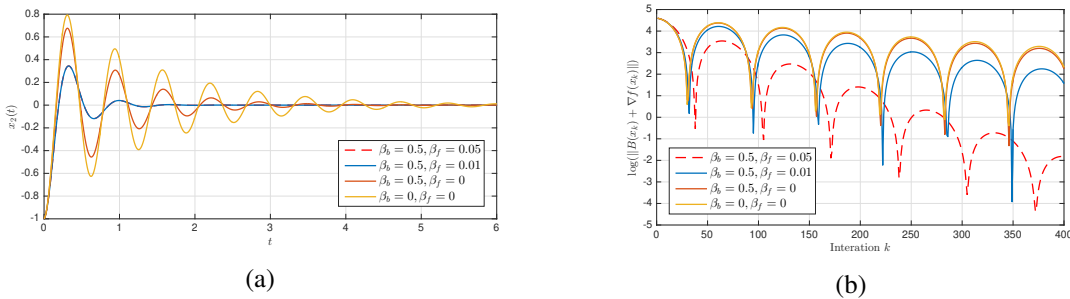 0.8
0.6
0.4
0.2
0
-0.2
-0.4
-0.6
-0.8
-1
x₂(t)
0 1 2 3 4 5 6
t
β_b = 0.5, β_f = 0.05
β_b = 0.5, β_f = 0.01
β_b = 0.5, β_f = 0
β_b = 0, β_f = 0
(a)
5
4
3
2
1
0
-1
-2
-3
-4
-5
log(||B(x_k) + ∇f(x_k)||)
0 50 100 150 200 250 300 350 400
Interation k
β_b = 0.5, β_f = 0.05
β_b = 0.5, β_f = 0.01
β_b = 0.5, β_f = 0
β_b = 0, β_f = 0
(b)